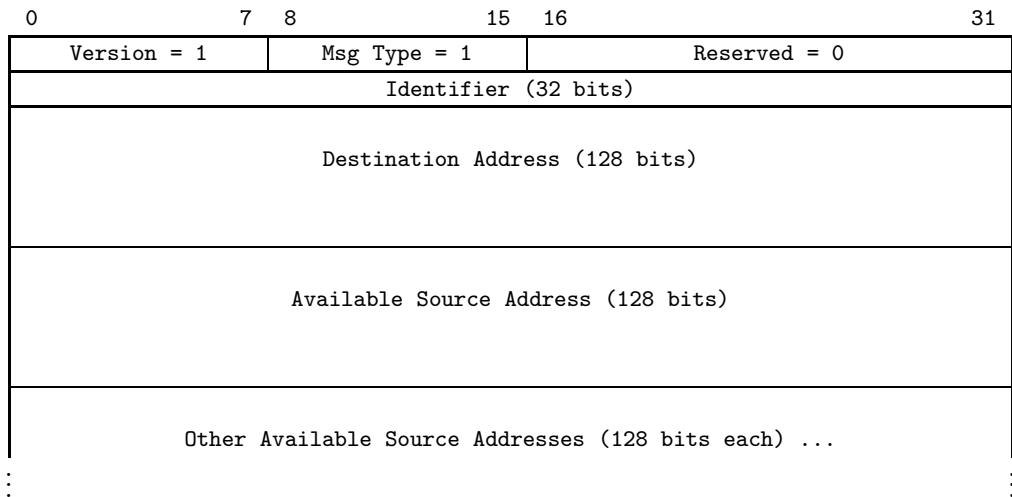 0 7 8 15 16 31
Version = 1 Msg Type = 1 Reserved = 0
Identifier (32 bits)
Destination Address (128 bits)
Available Source Address (128 bits)
Other Available Source Addresses (128 bits each) ...